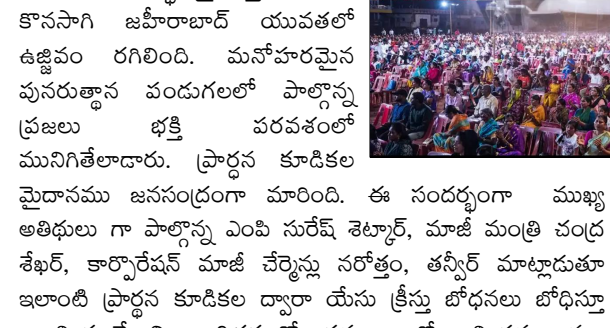 కొనసాగి జహీరాబాద్ యువతలో
ఉజ్జీవం రగిలింది. మనోహరమైన
పునరుత్థాన పండుగలలో పాల్గొన్న
ప్రజలు భక్తి పరవశంలో
మునిగితేలాడారు. ప్రార్ధన కూడికల
మైదానము జనసంద్రంగా మారింది. ఈ సందర్భంగా ముఖ్య
అతిథులు గా పాల్గొన్న ఎంపి సురేష్ శెట్కార్, మాజీ మంత్రి చంద్ర
శేఖర్, కార్పొరేషన్ మాజీ చేర్మెన్లు నరోత్తం, తన్వీర్ మాట్లాడుతూ
ఇలాంటి ప్రార్థన కూడికల ద్వారా యేసు క్రీస్తు బోధనలు బోధిస్తూ